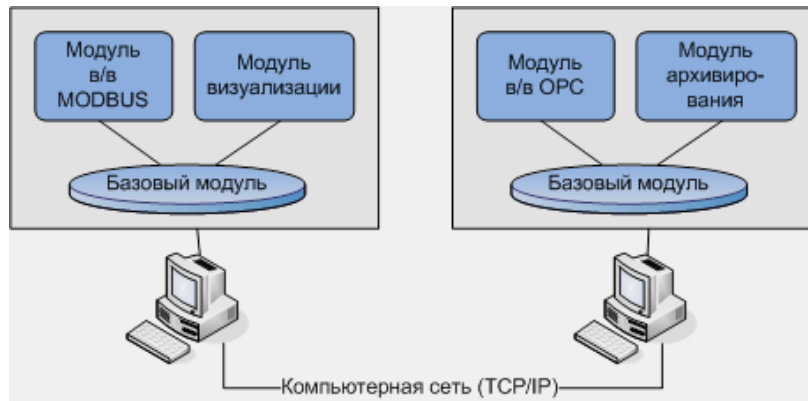 Модуль
в/в
MODBUS
Модуль
визуализации
Базовый модуль
Модуль
в/в OPC
Модуль
архивиро-
вания
Базовый модуль
Компьютерная сеть (TCP/IP)